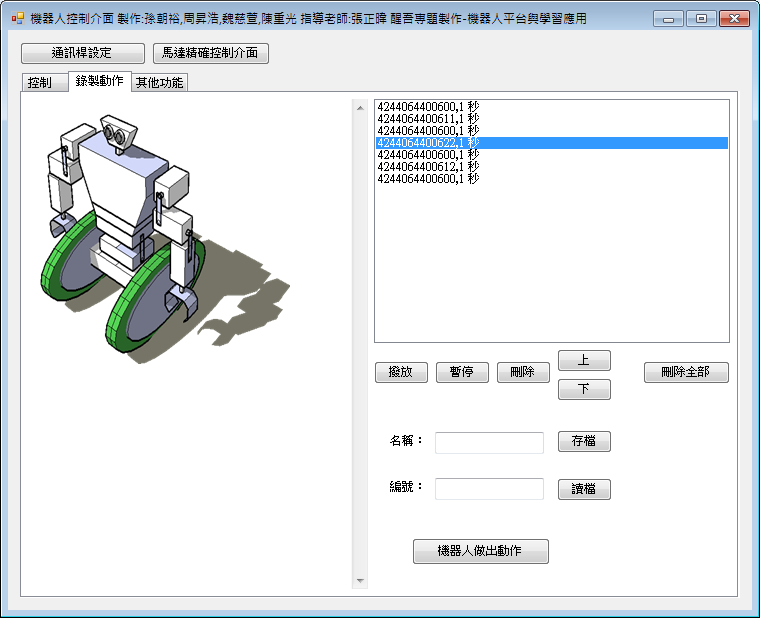 機器人控制介面 製作:孫朝裕,周昇浩,魏慈萱,陳重光 指導老師:張正暐 醒吾專題製作-機器人平台與學習應用
通訊桿設定 馬達精確控制介面
控制 錄製動作 其他功能
4244064400600,1 秒
4244064400611,1 秒
4244064400600,1 秒
4244064400622,1 秒
4244064400600,1 秒
4244064400612,1 秒
4244064400600,1 秒
撥放 暫停 刪除 上 刪除全部
下
名稱： 存檔
編號： 讀檔
機器人做出動作